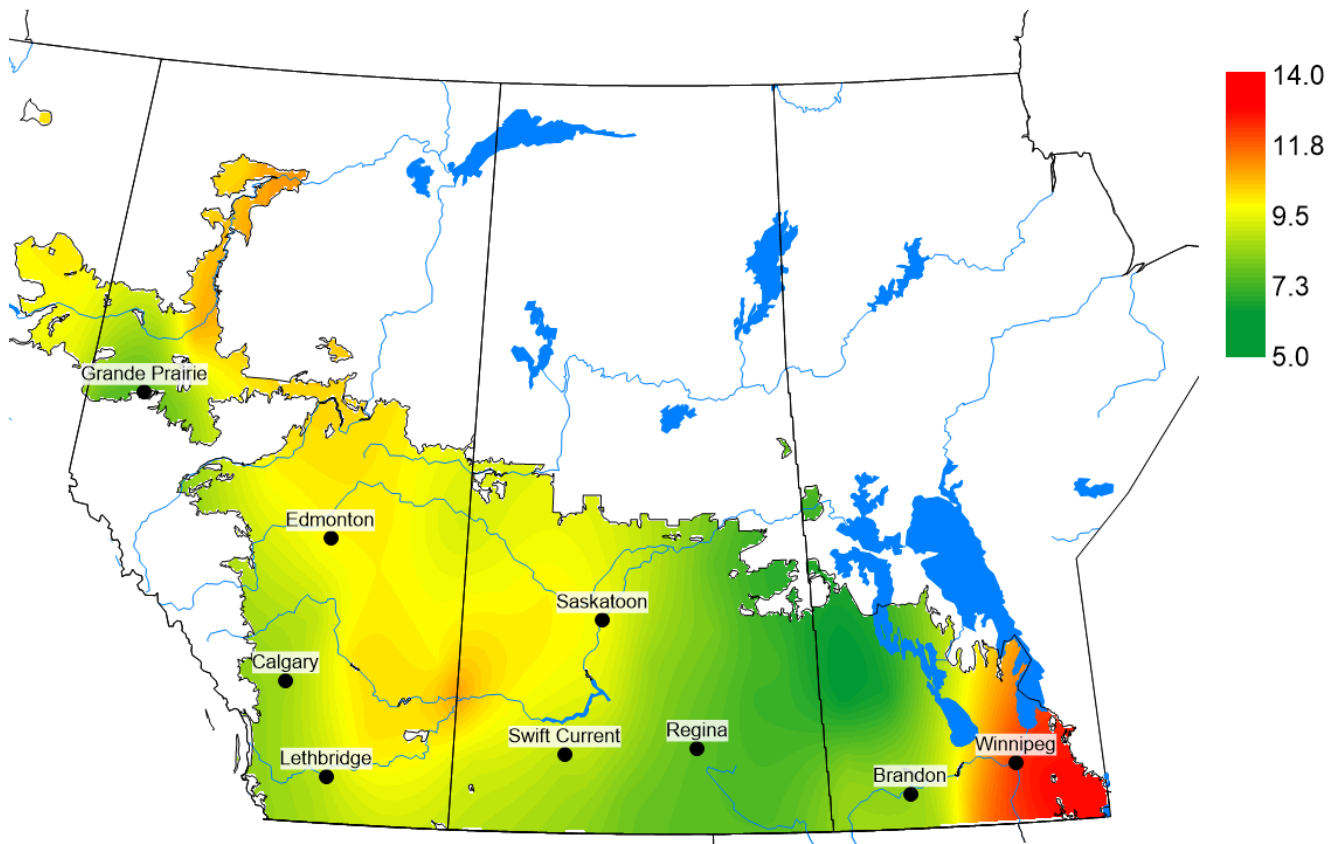 14.0
11.8
9.5
7.3
5.0
Grande Prairie
Edmonton
Saskatoon
Calgary
Swift Current
Regina
Winnipeg
Lethbridge
Brandon